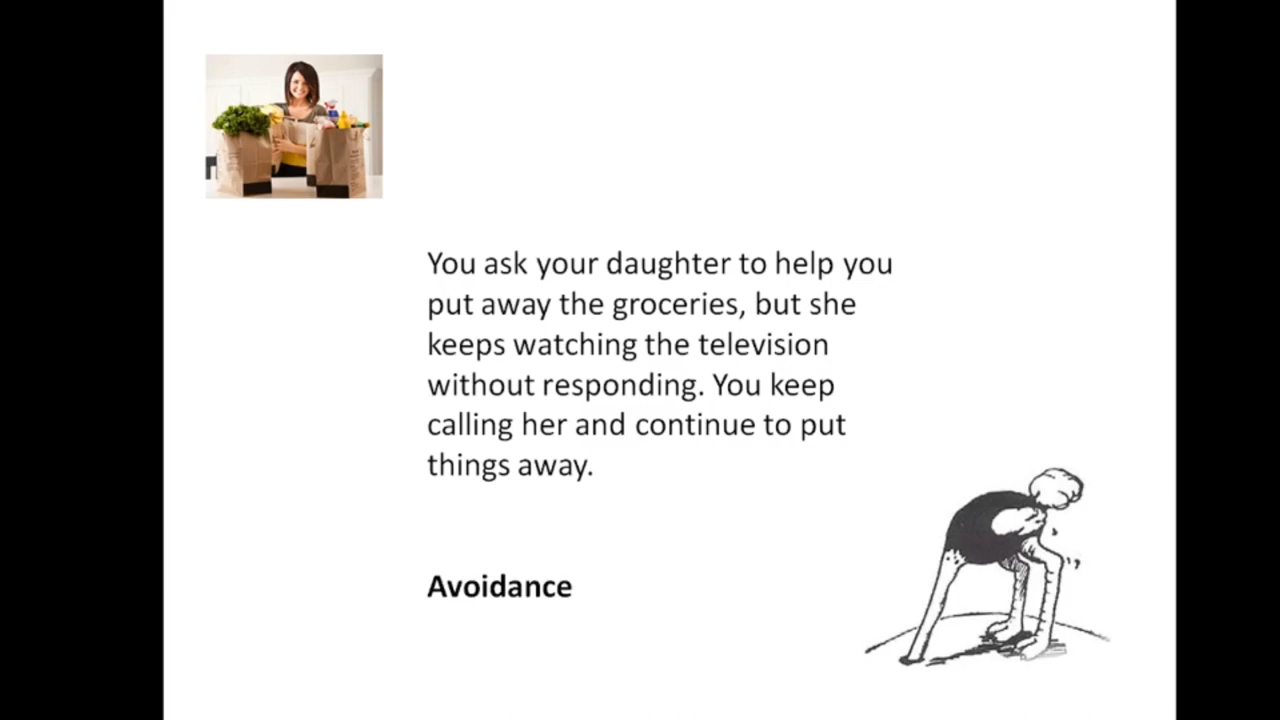 You ask your daughter to help you
put away the groceries, but she
keeps watching the television
without responding. You keep
calling her and continue to put
things away.
Avoidance